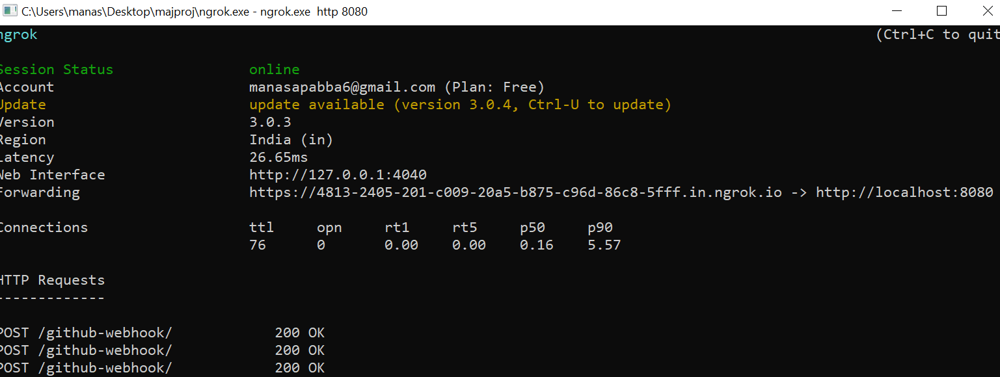 C:\Users\manas\Desktop\majproj\ngrok.exe - ngrok.exe  http 8080
ngrok (Ctrl+C to quit
Session Status online
Account manasapabba6@gmail.com (Plan: Free)
Update update available (version 3.0.4, Ctrl-U to update)
Version 3.0.3
Region India (in)
Latency 26.65ms
Web Interface http://127.0.0.1:4040
Forwarding https://4813-2405-201-c009-20a5-b875-c96d-86c8-5fff.in.ngrok.io -> http://localhost:8080
Connections ttl opn rt1 rt5 p50 p90
76 0 0.00 0.00 0.16 5.57
HTTP Requests
-------------
POST /github-webhook/ 200 OK
POST /github-webhook/ 200 OK
POST /github-webhook/ 200 OK